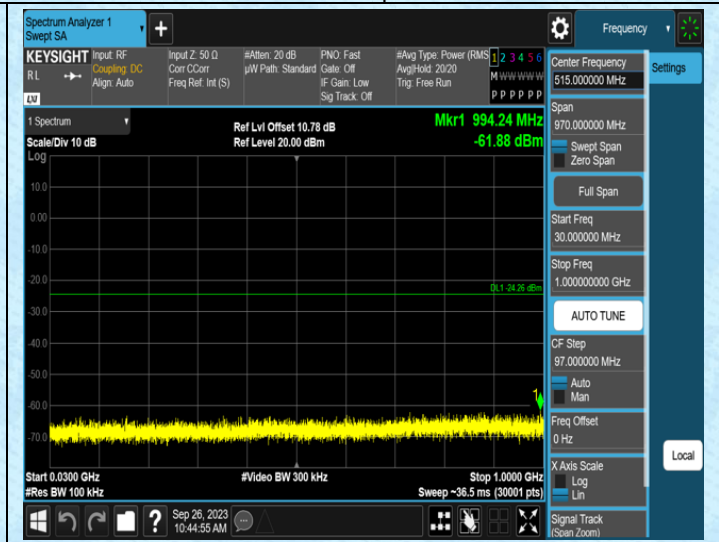 Spectrum Analyzer 1
Swept SA
Frequency
KEYSIGHT
RL
LXI
Input: RF
Coupling: DC
Align: Auto
Input Z: 50 Ω
Corr CCorr
Freq Ref: Int (S)
#Atten: 20 dB
µW Path: Standard
PNO: Fast
Gate: Off
IF Gain: Low
Sig Track: Off
#Avg Type: Power (RMS
Avg|Hold: 20/20
Trig: Free Run
1 2 3 4 5 6
M W W W W W
P P P P P P
1 Spectrum
Scale/Div 10 dB
Log
Ref Lvl Offset 10.78 dB
Ref Level 20.00 dBm
Mkr1 994.24 MHz
-61.88 dBm
10.0
0.00
-10.0
-20.0
DL1 -24.26 dBm
-30.0
-40.0
-50.0
1
-60.0
-70.0
Start 0.0300 GHz
#Res BW 100 kHz
#Video BW 300 kHz
Stop 1.0000 GHz
Sweep ~36.5 ms (30001 pts)
?
Sep 26, 2023
10:44:55 AM
Center Frequency
515.000000 MHz
Span
970.000000 MHz
Swept Span
Zero Span
Full Span
Start Freq
30.000000 MHz
Stop Freq
1.000000000 GHz
AUTO TUNE
CF Step
97.000000 MHz
Auto
Man
Freq Offset
0 Hz
X Axis Scale
Log
Lin
Signal Track
(Span Zoom)
Settings
Local